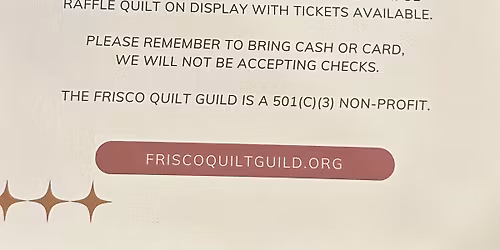 RAFFLE QUILT ON DISPLAY WITH TICKETS AVAILABLE.
PLEASE REMEMBER TO BRING CASH OR CARD,
WE WILL NOT BE ACCEPTING CHECKS.
THE FRISCO QUILT GUILD IS A 501(C)(3) NON-PROFIT.
FRISCOQUILTGUILD.ORG